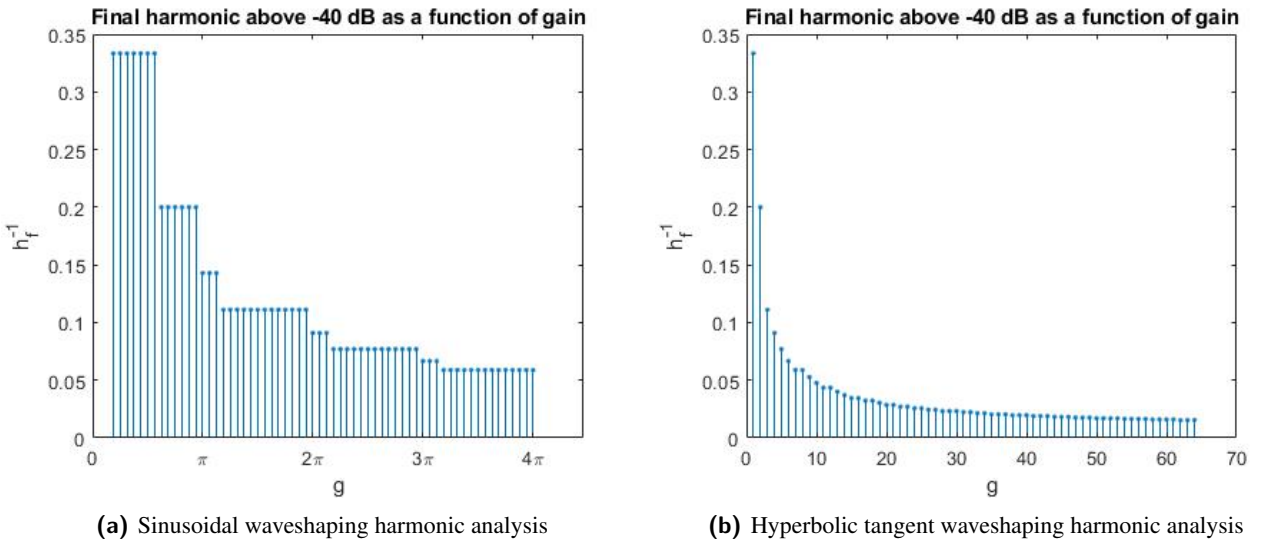 Final harmonic above -40 dB as a function of gain
0.35
0.3
0.25
0.2
0.15
0.1
0.05
0
h_f^-1
0
π
2π
3π
4π
g
(a) Sinusoidal waveshaping harmonic analysis
Final harmonic above -40 dB as a function of gain
0.35
0.3
0.25
0.2
0.15
0.1
0.05
0
h_f^-1
0
10
20
30
40
50
60
70
g
(b) Hyperbolic tangent waveshaping harmonic analysis